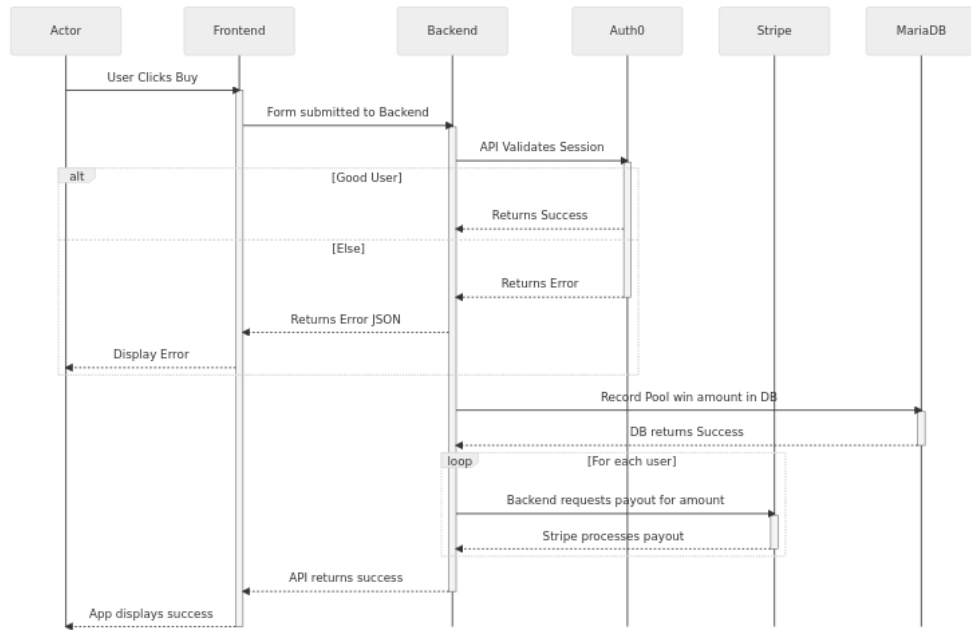 Actor
Frontend
Backend
Auth0
Stripe
MariaDB
User Clicks Buy
Form submitted to Backend
API Validates Session
alt
[Good User]
Returns Success
[Else]
Returns Error
Returns Error JSON
Display Error
Record Pool win amount in DB
DB returns Success
loop
[For each user]
Backend requests payout for amount
Stripe processes payout
API returns success
App displays success